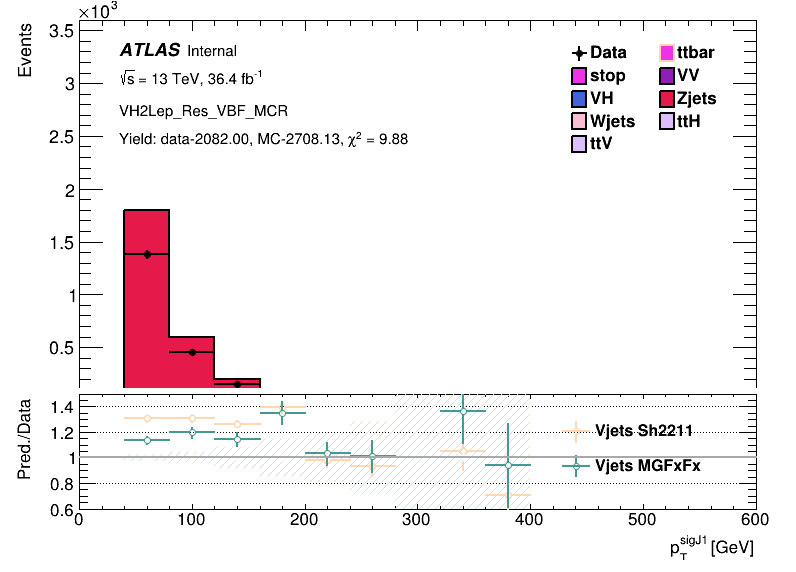 ×10³
Events
3.5
3
2.5
2
1.5
1
0.5
ATLAS Internal
√s = 13 TeV, 36.4 fb⁻¹
VH2Lep_Res_VBF_MCR
Yield: data-2082.00, MC-2708.13, χ² = 9.88
Data ttbar
stop VV
VH Zjets
Wjets ttH
ttV
Pred./Data
1.4
1.2
1
0.8
0.6
Vjets Sh2211
Vjets MGFxFx
0 100 200 300 400 500 600
p_T^sigJ1 [GeV]